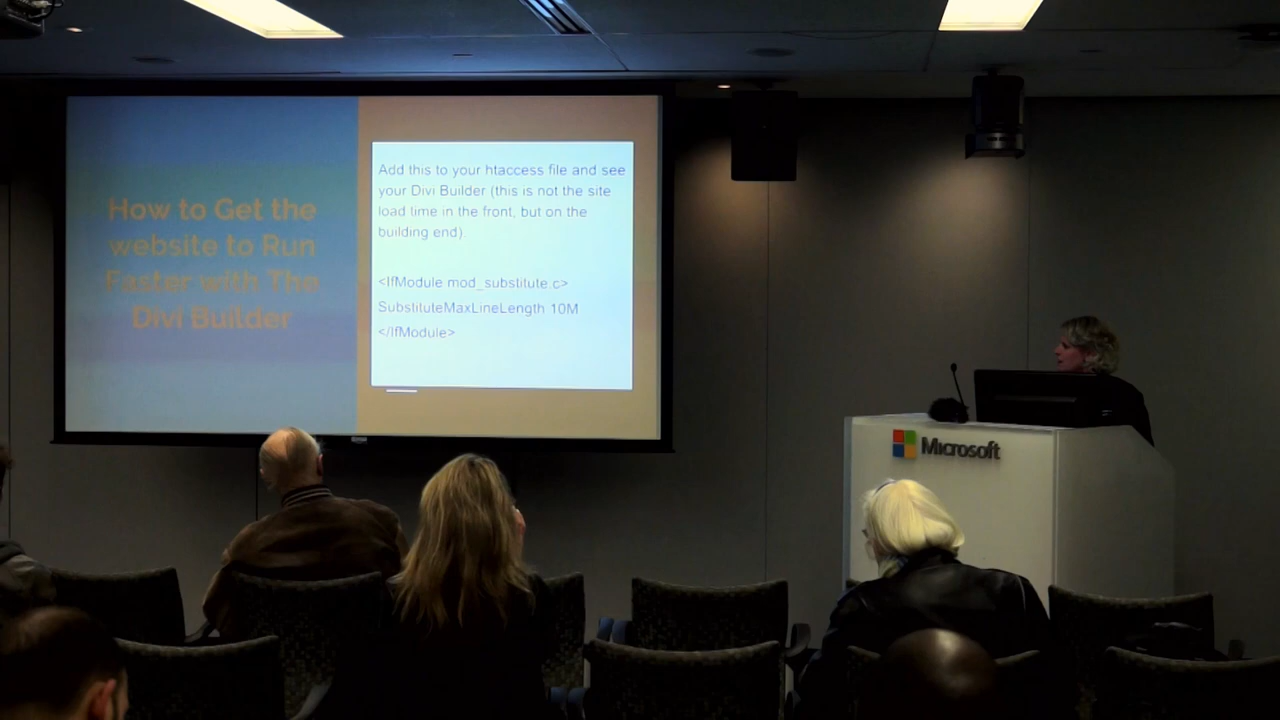 How to Get the
website to Run
Faster with The
Divi Builder
Add this to your htaccess file and see
your Divi Builder (this is not the site
load time in the front, but on the
building end).
<IfModule mod_substitute.c>
SubstituteMaxLineLength 10M
</IfModule>
Microsoft